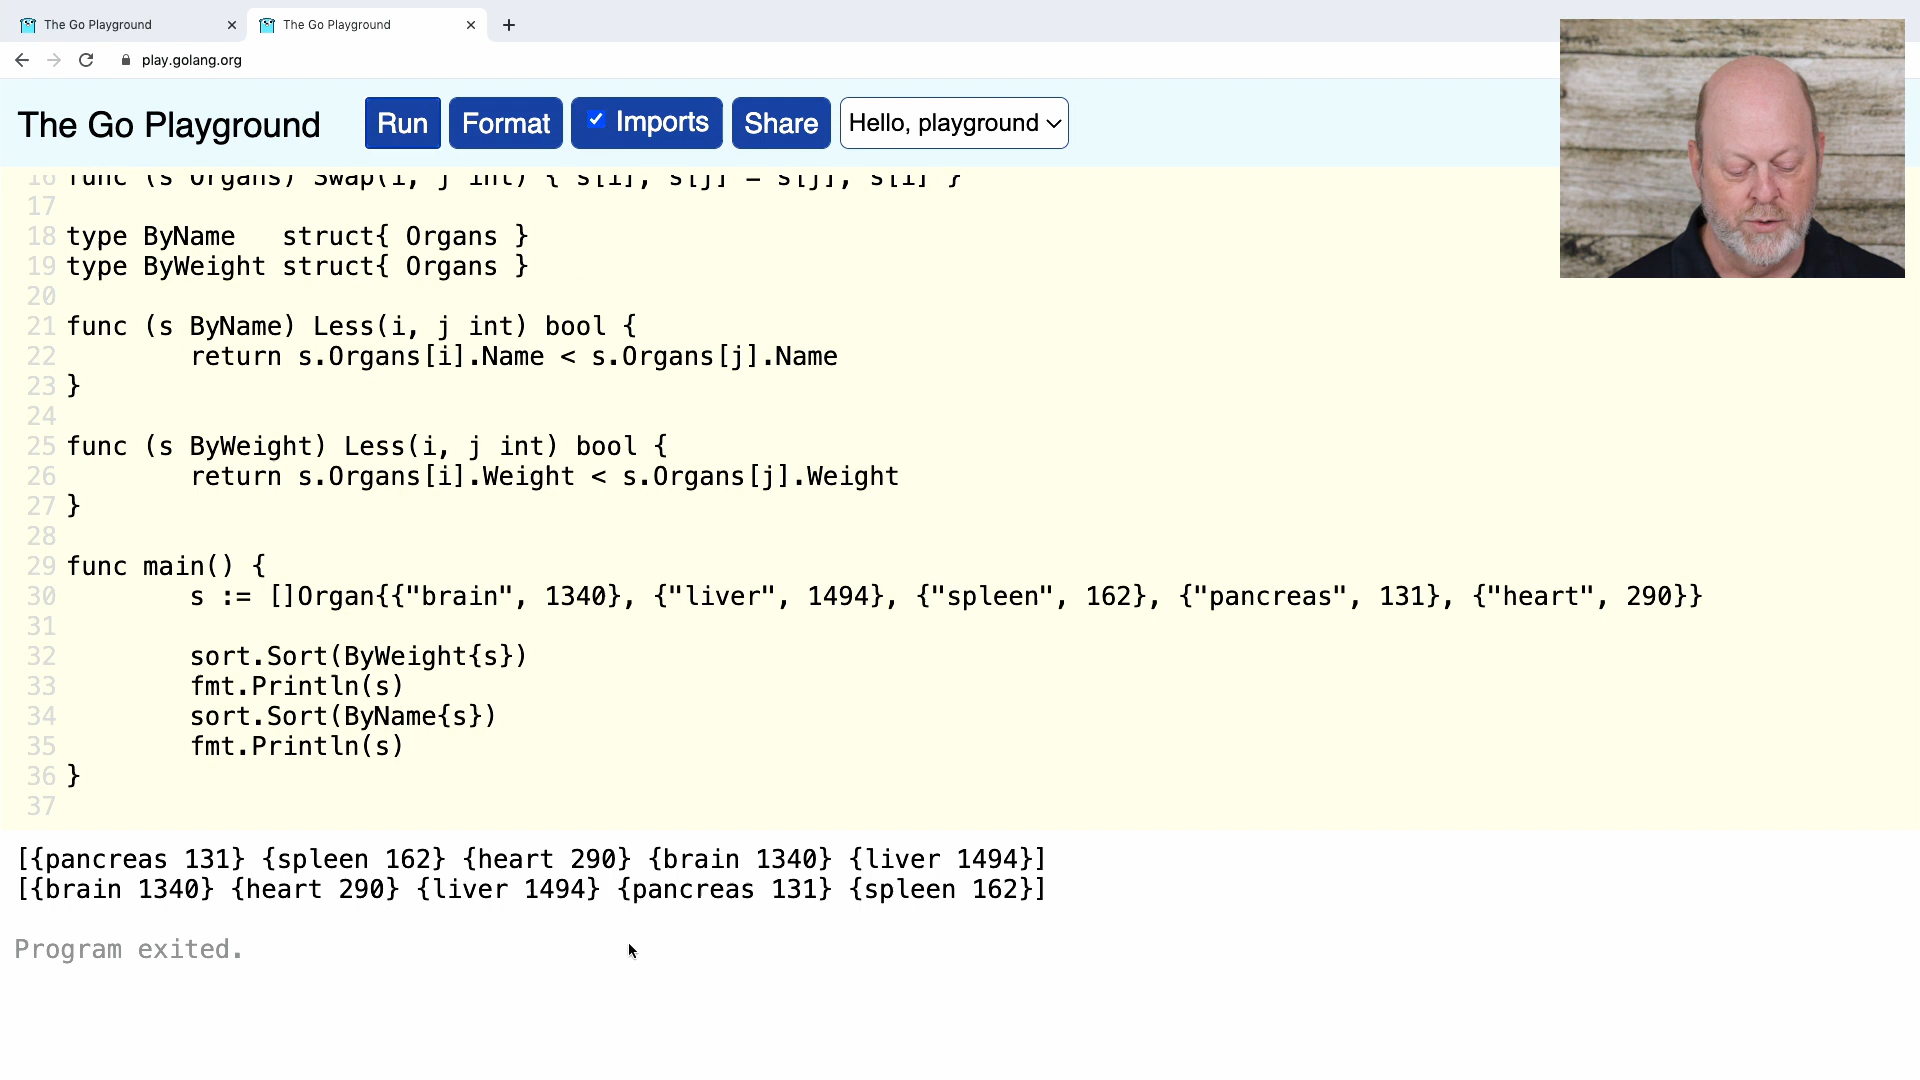 The Go Playground
The Go Playground
play.golang.org
The Go Playground
Run
Format
Imports
Share
Hello, playground
16 func (s Organs) Swap(i, j int) { s[i], s[j] = s[j], s[i] }
17
18 type ByName   struct{ Organs }
19 type ByWeight struct{ Organs }
20
21 func (s ByName) Less(i, j int) bool {
22         return s.Organs[i].Name < s.Organs[j].Name
23 }
24
25 func (s ByWeight) Less(i, j int) bool {
26         return s.Organs[i].Weight < s.Organs[j].Weight
27 }
28
29 func main() {
30         s := []Organ{{"brain", 1340}, {"liver", 1494}, {"spleen", 162}, {"pancreas", 131}, {"heart", 290}}
31
32         sort.Sort(ByWeight{s})
33         fmt.Println(s)
34         sort.Sort(ByName{s})
35         fmt.Println(s)
36 }
37
[{pancreas 131} {spleen 162} {heart 290} {brain 1340} {liver 1494}]
[{brain 1340} {heart 290} {liver 1494} {pancreas 131} {spleen 162}]
Program exited.